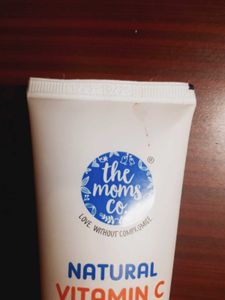 the
moms
co.
®
LOVE. WITHOUT COMPROMISE.
NATURAL
VITAMIN C